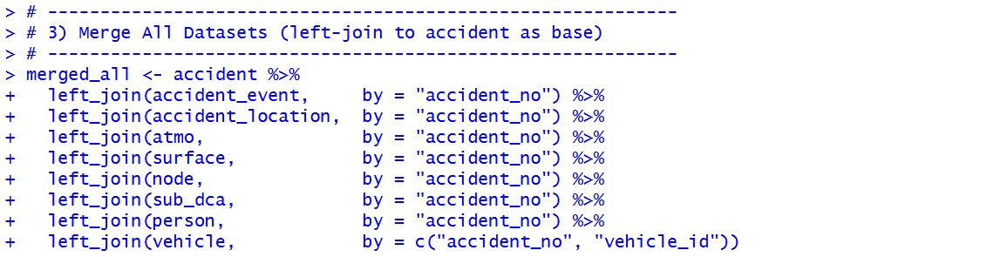 > # ------------------------------------------------------------
> # 3) Merge All Datasets (left-join to accident as base)
> # ------------------------------------------------------------
> merged_all <- accident %>%
+   left_join(accident_event,     by = "accident_no") %>%
+   left_join(accident_location,  by = "accident_no") %>%
+   left_join(atmo,               by = "accident_no") %>%
+   left_join(surface,            by = "accident_no") %>%
+   left_join(node,               by = "accident_no") %>%
+   left_join(sub_dca,            by = "accident_no") %>%
+   left_join(person,             by = "accident_no") %>%
+   left_join(vehicle,            by = c("accident_no", "vehicle_id"))